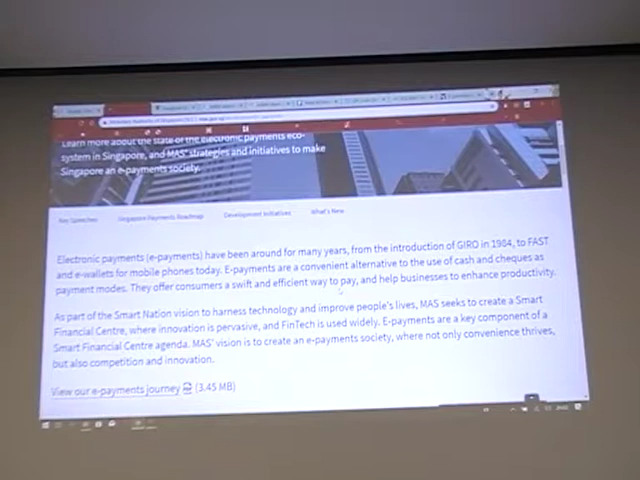 Learn more about the state of the electronic payments eco-
system in Singapore, and MAS' strategies and initiatives to make
Singapore an e-payments society.
Key Speeches Singapore Payments Roadmap Development Initiatives What's New
Electronic payments (e-payments) have been around for many years, from the introduction of GIRO in 1984, to FAST
and e-wallets for mobile phones today. E-payments are a convenient alternative to the use of cash and cheques as
payment modes. They offer consumers a swift and efficient way to pay, and help businesses to enhance productivity.
As part of the Smart Nation vision to harness technology and improve people's lives, MAS seeks to create a Smart
Financial Centre, where innovation is pervasive, and FinTech is used widely. E-payments are a key component of a
Smart Financial Centre agenda. MAS' vision is to create an e-payments society, where not only convenience thrives,
but also competition and innovation.
View our e-payments journey (3.45 MB)